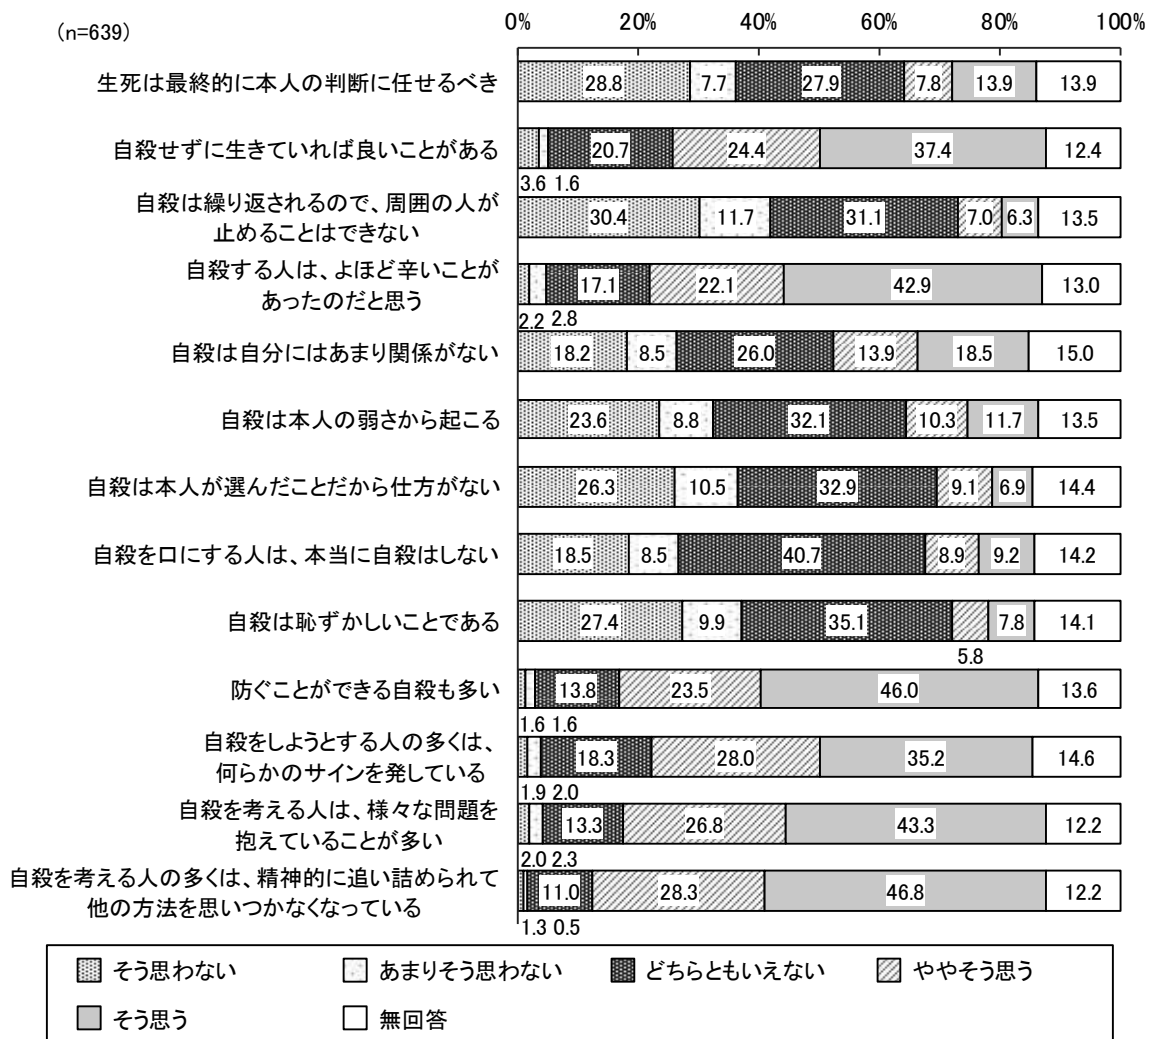 (n=639)
0% 20% 40% 60% 80% 100%
生死は最終的に本人の判断に任せるべき 28.8 7.7 27.9 7.8 13.9 13.9
自殺せずに生きていれば良いことがある 20.7 24.4 37.4 12.4
3.6 1.6
自殺は繰り返されるので、周囲の人が
止めることはできない
30.4 11.7 31.1 7.0 6.3 13.5
自殺する人は、よほど辛いことが
あったのだと思う
17.1 22.1 42.9 13.0
2.2 2.8
自殺は自分にはあまり関係がない 18.2 8.5 26.0 13.9 18.5 15.0
自殺は本人の弱さから起こる 23.6 8.8 32.1 10.3 11.7 13.5
自殺は本人が選んだことだから仕方がない 26.3 10.5 32.9 9.1 6.9 14.4
自殺を口にする人は、本当に自殺はしない 18.5 8.5 40.7 8.9 9.2 14.2
自殺は恥ずかしいことである 27.4 9.9 35.1 7.8 14.1
5.8
防ぐことができる自殺も多い 13.8 23.5 46.0 13.6
1.6 1.6
自殺をしようとする人の多くは、
何らかのサインを発している
18.3 28.0 35.2 14.6
1.9 2.0
自殺を考える人は、様々な問題を
抱えていることが多い
13.3 26.8 43.3 12.2
2.0 2.3
自殺を考える人の多くは、精神的に追い詰められて
他の方法を思いつかなくなっている
11.0 28.3 46.8 12.2
1.3 0.5
そう思わない あまりそう思わない どちらともいえない ややそう思う
そう思う 無回答